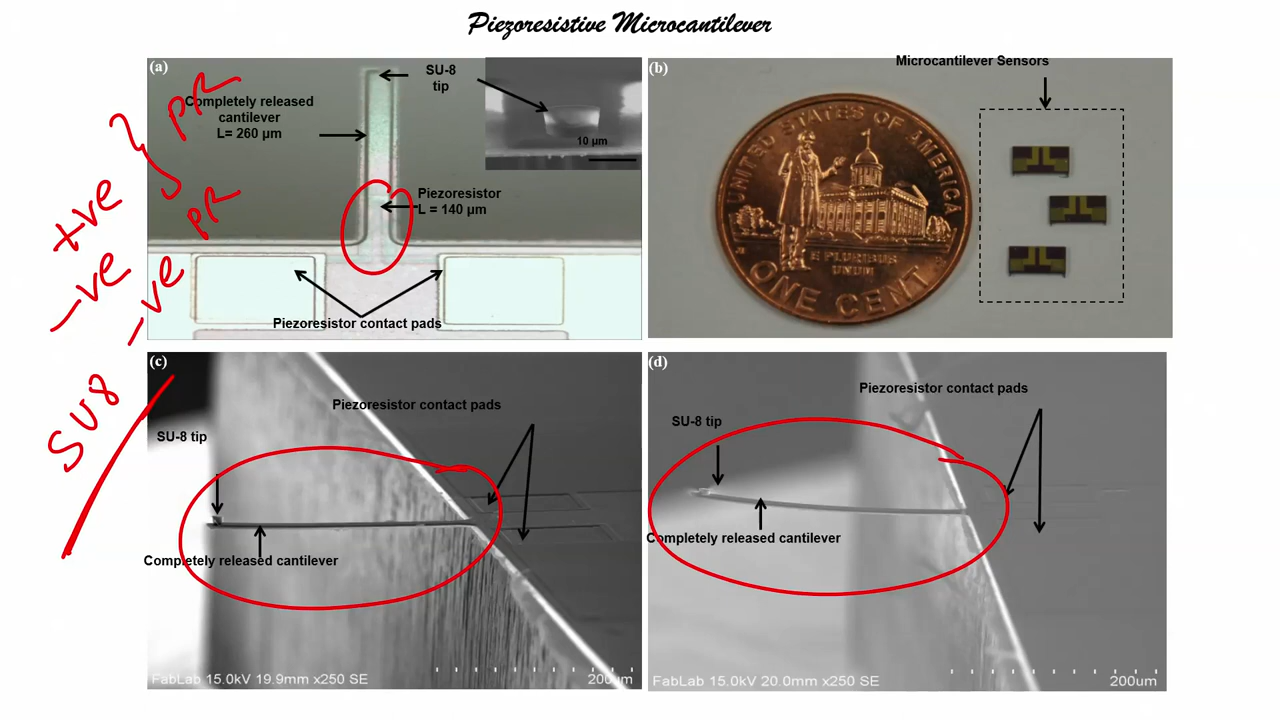 Piezoresistive Microcantilever
(a)
SU-8
tip
Completely released
cantilever
L= 260 µm
10 µm
Piezoresistor
L = 140 µm
Piezoresistor contact pads
(b)
Microcantilever Sensors
UNITED STATES OF AMERICA
E PLURIBUS
UNUM
ONE CENT
+ve } PR
-ve
-ve PR
SU8
(c)
Piezoresistor contact pads
SU-8 tip
Completely released cantilever
FabLab 15.0kV 19.9mm x250 SE
200um
(d)
Piezoresistor contact pads
SU-8 tip
Completely released cantilever
FabLab 15.0kV 20.0mm x250 SE
200um